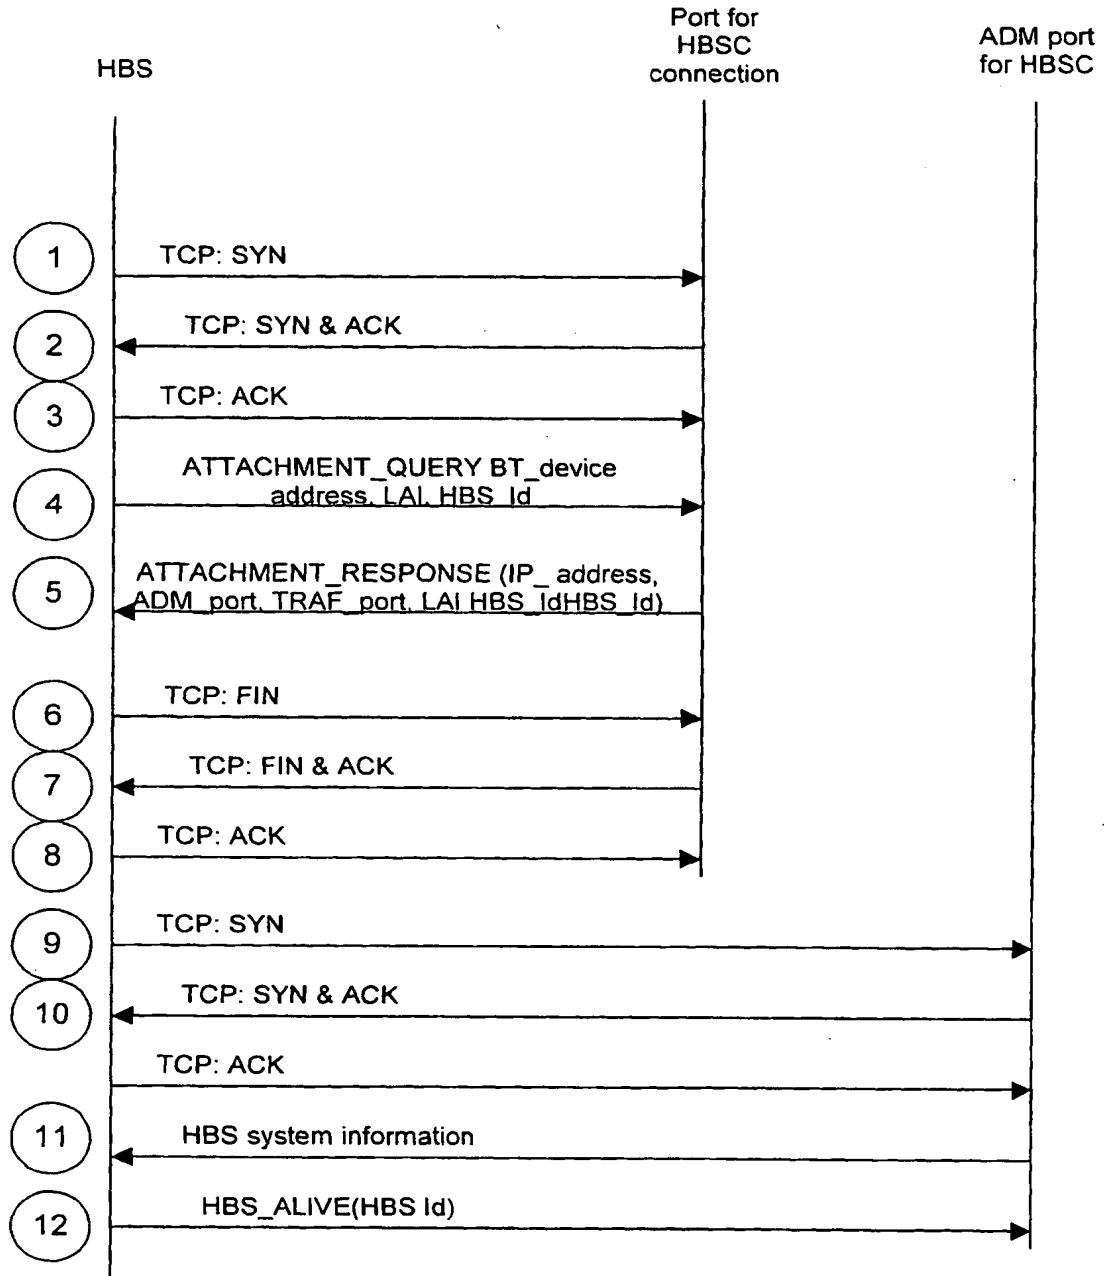 Port for
HBSC
connection
ADM port
for HBSC
HBS
1
TCP: SYN
2
TCP: SYN & ACK
3
TCP: ACK
4
ATTACHMENT_QUERY BT_device
address, LAI, HBS_Id
5
ATTACHMENT_RESPONSE (IP_ address,
ADM_port, TRAF_port, LAI HBS_IdHBS_Id)
6
TCP: FIN
7
TCP: FIN & ACK
8
TCP: ACK
9
TCP: SYN
10
TCP: SYN & ACK
TCP: ACK
11
HBS system information
12
HBS_ALIVE(HBS Id)